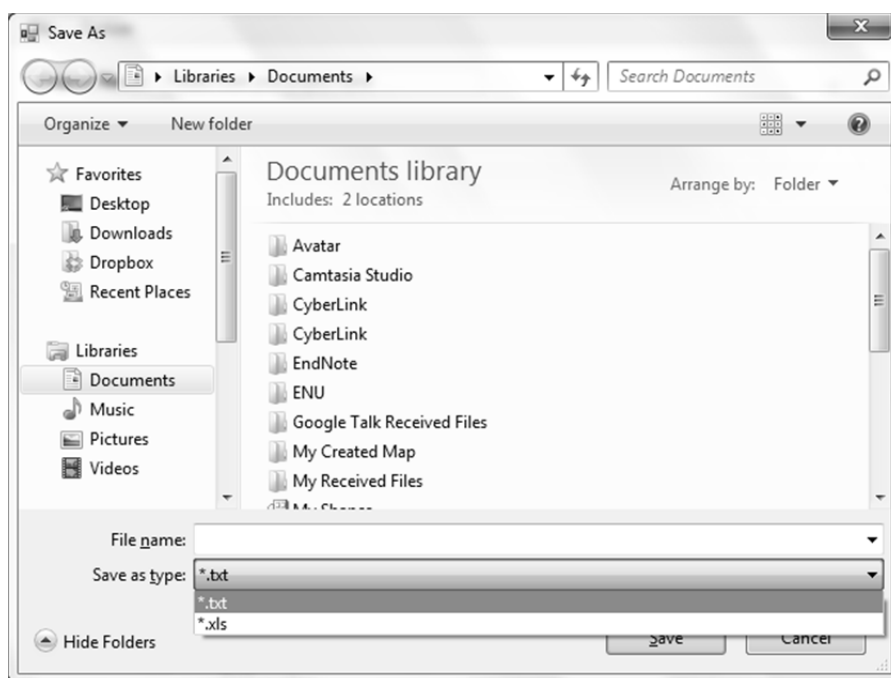 Save As
Libraries Documents
Search Documents
Organize New folder
Favorites
Desktop
Downloads
Dropbox
Recent Places
Libraries
Documents
Music
Pictures
Videos
Documents library
Includes: 2 locations
Arrange by: Folder
Avatar
Camtasia Studio
CyberLink
CyberLink
EndNote
ENU
Google Talk Received Files
My Created Map
My Received Files
My Shapes
File name:
Save as type: *.txt
*.txt
*.xls
Hide Folders
Save Cancel